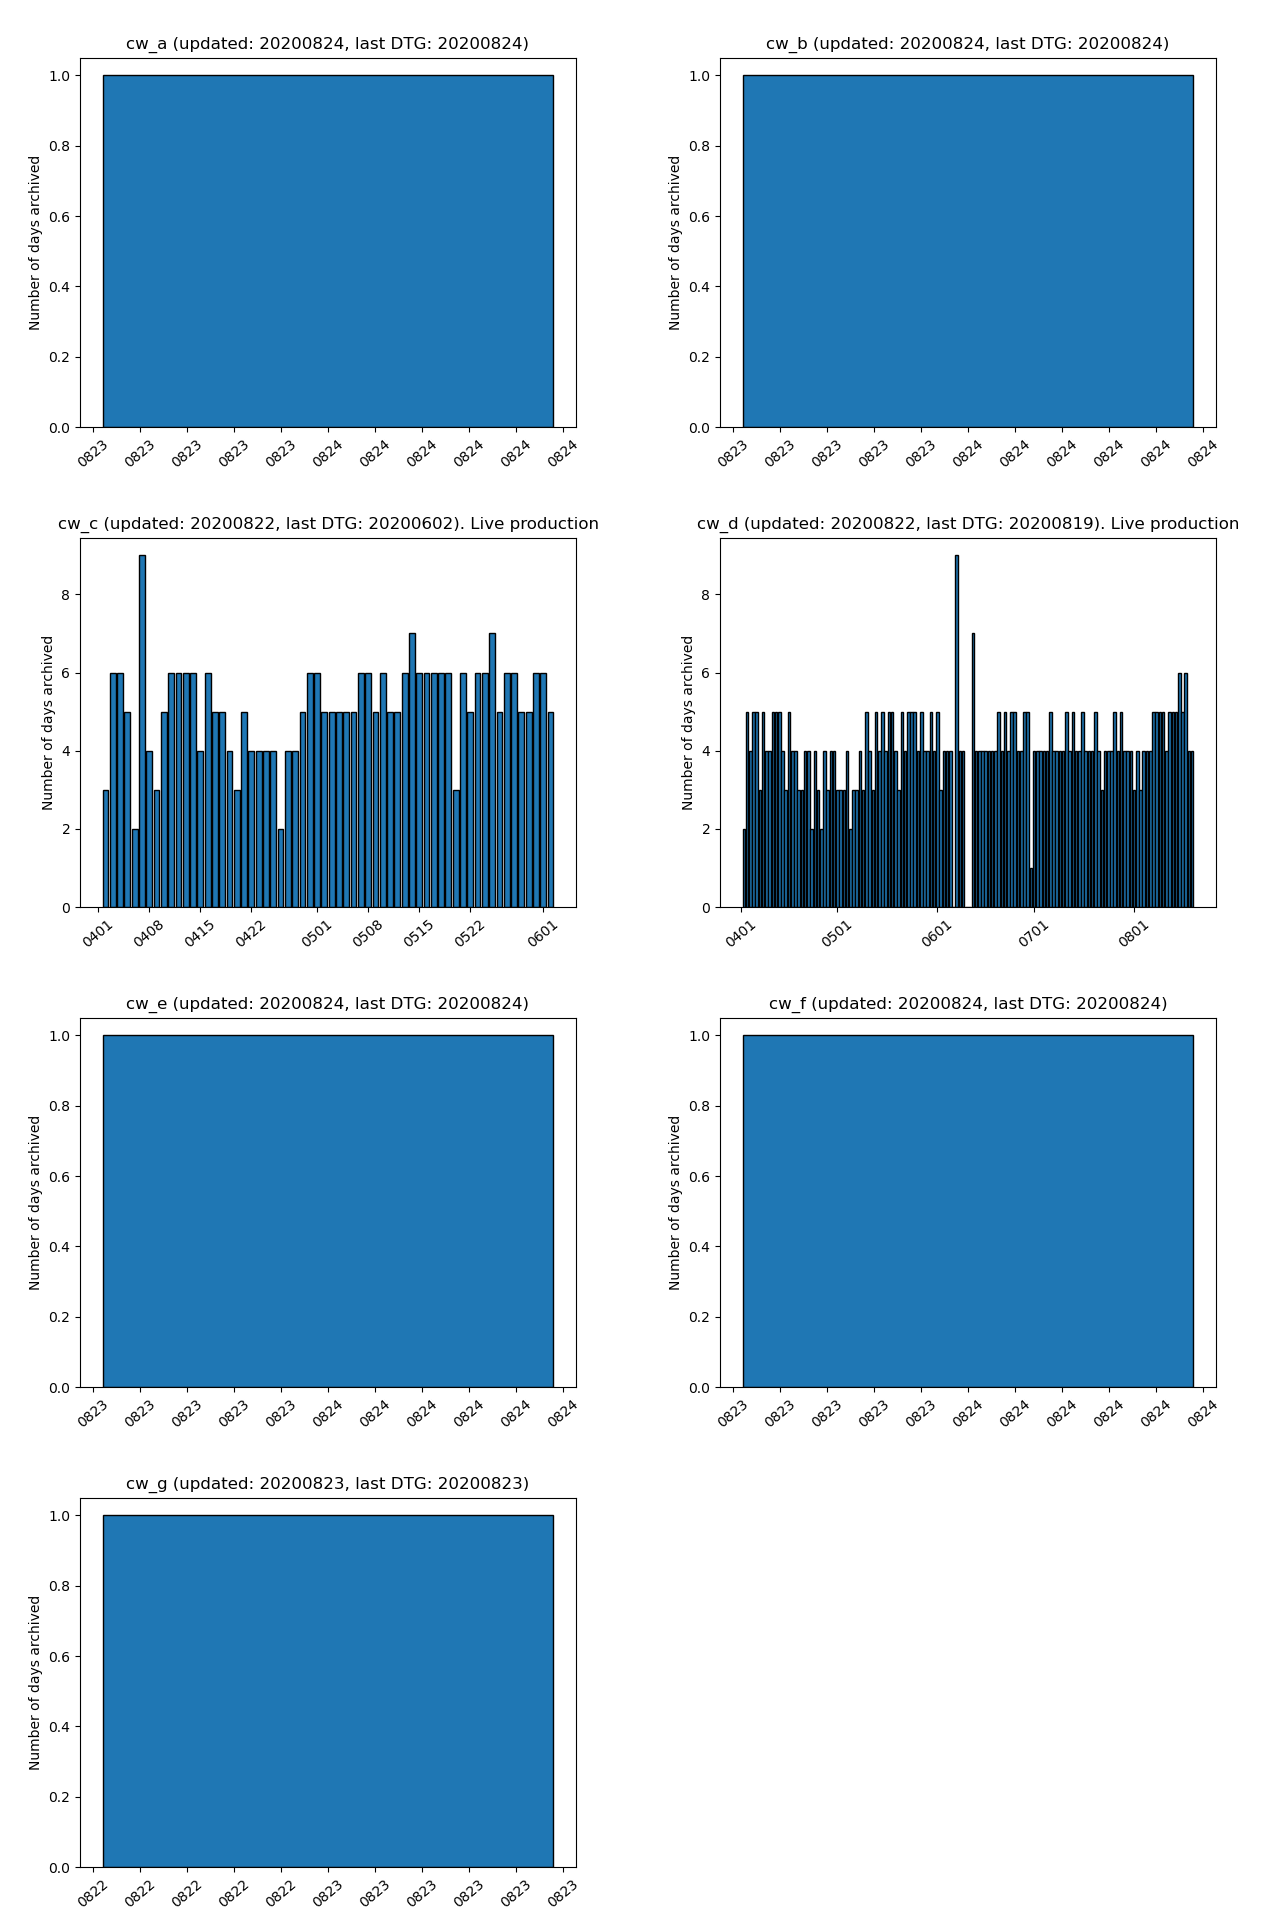 cw_a (updated: 20200824, last DTG: 20200824)
Number of days archived
1.0
0.8
0.6
0.4
0.2
0.0
0823 0823 0823 0823 0823 0824 0824 0824 0824 0824 0824
cw_b (updated: 20200824, last DTG: 20200824)
Number of days archived
1.0
0.8
0.6
0.4
0.2
0.0
0823 0823 0823 0823 0823 0824 0824 0824 0824 0824 0824
cw_c (updated: 20200822, last DTG: 20200602). Live production
Number of days archived
8
6
4
2
0
0401 0408 0415 0422 0501 0508 0515 0522 0601
cw_d (updated: 20200822, last DTG: 20200819). Live production
Number of days archived
8
6
4
2
0
0401 0501 0601 0701 0801
cw_e (updated: 20200824, last DTG: 20200824)
Number of days archived
1.0
0.8
0.6
0.4
0.2
0.0
0823 0823 0823 0823 0823 0824 0824 0824 0824 0824 0824
cw_f (updated: 20200824, last DTG: 20200824)
Number of days archived
1.0
0.8
0.6
0.4
0.2
0.0
0823 0823 0823 0823 0823 0824 0824 0824 0824 0824 0824
cw_g (updated: 20200823, last DTG: 20200823)
Number of days archived
1.0
0.8
0.6
0.4
0.2
0.0
0822 0822 0822 0822 0822 0823 0823 0823 0823 0823 0823